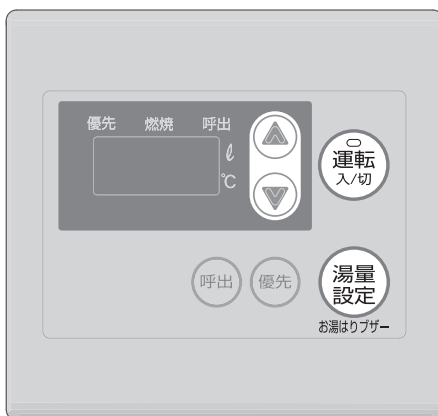 優先 燃焼 呼出
ℓ
℃
運転
入/切
呼出 優先
湯量
設定
お湯はりブザー